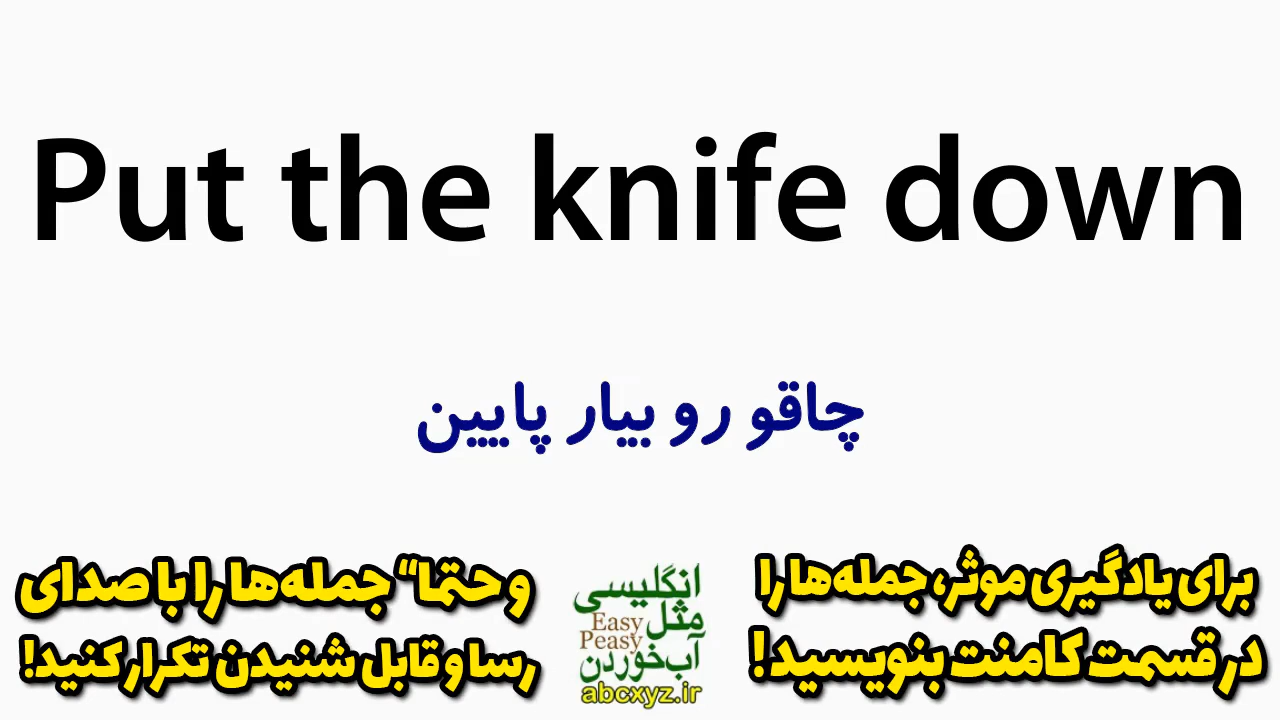 Put the knife down
چاقو رو بیار پایین
برای یادگیری موثر، جمله‌ها را
در قسمت کامنت بنویسید!
و حتما“ جمله‌ها را با صدای
رسا و قابل شنیدن تکرار کنید!
انگلیسی
مثل
Easy
Peasy
آب خوردن
abcxyz.ir